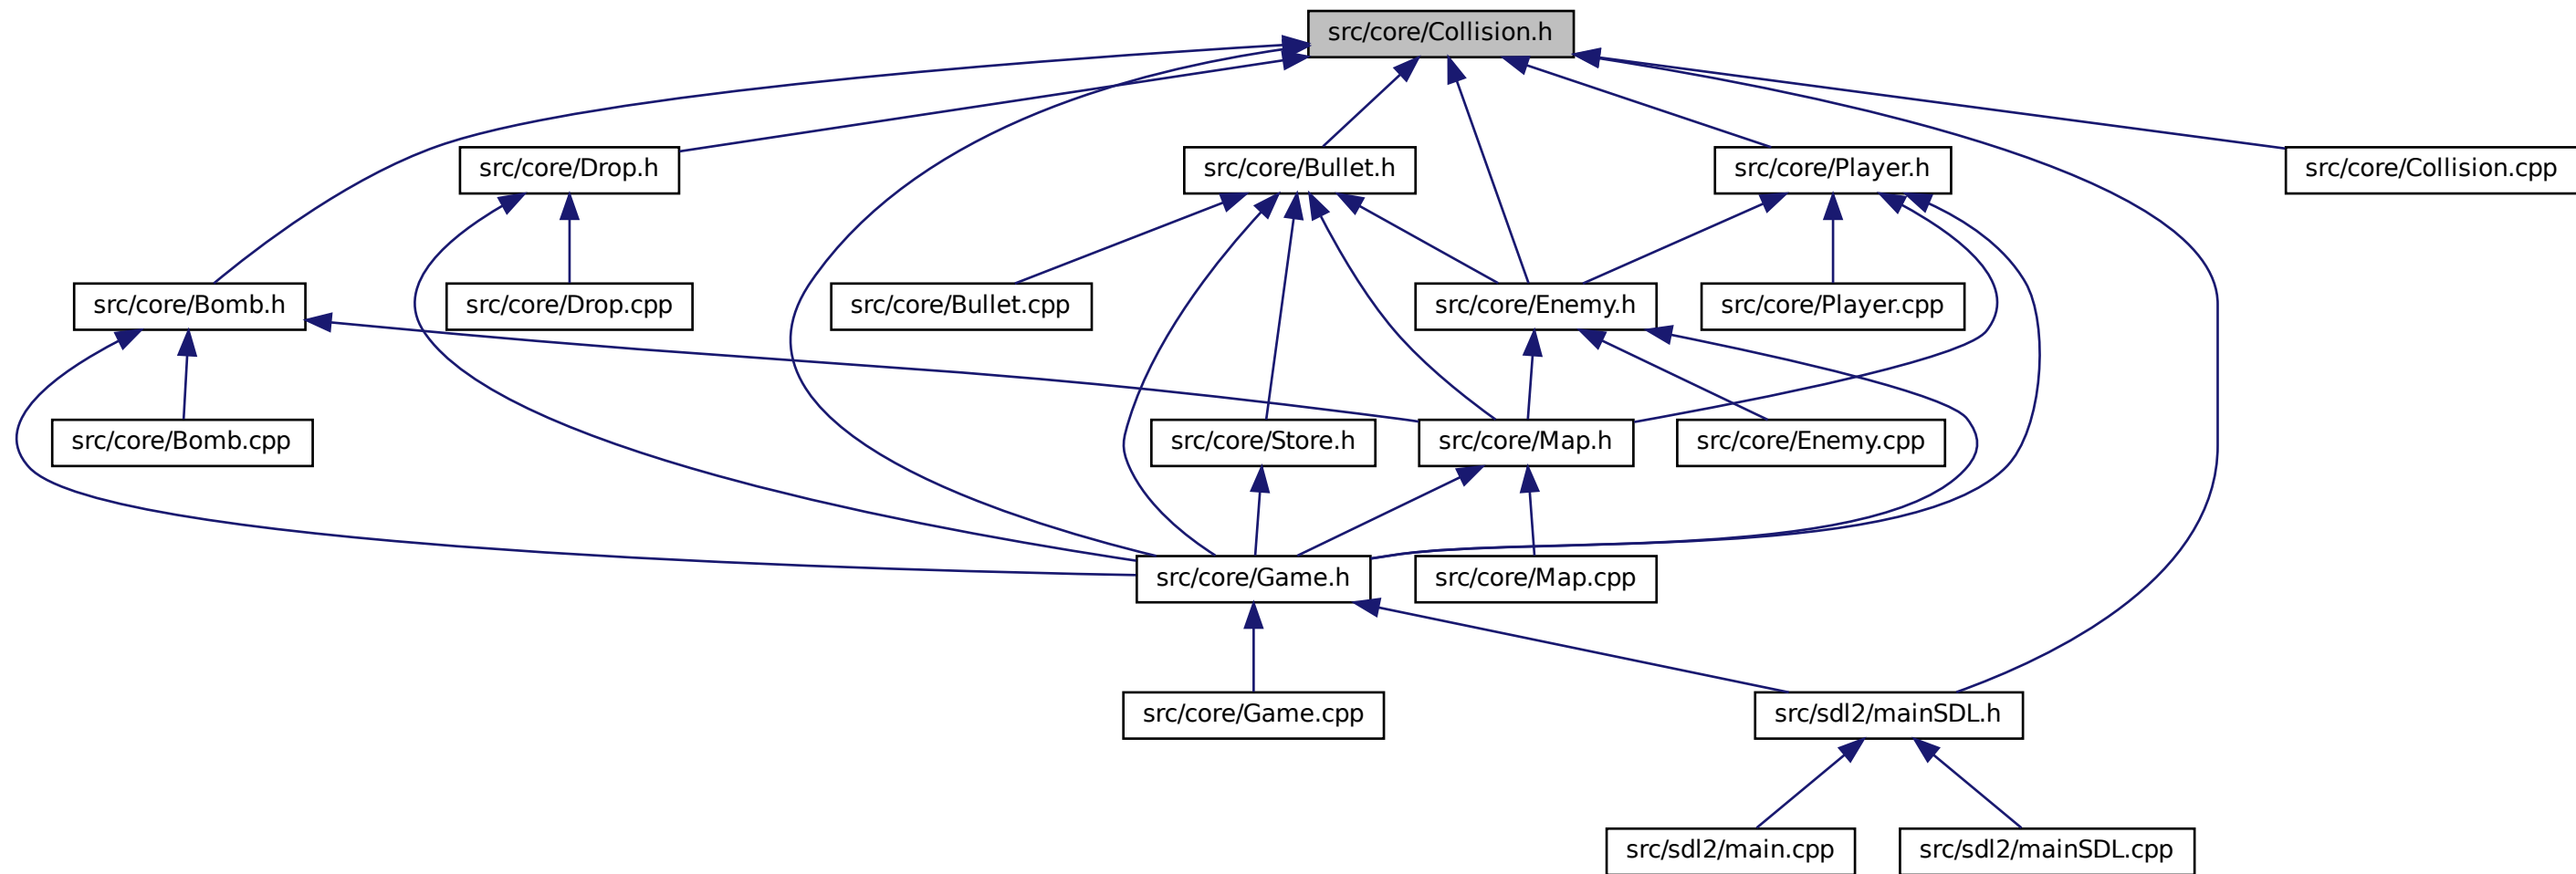 src/core/Collision.h
src/core/Drop.h
src/core/Bullet.h
src/core/Player.h
src/core/Collision.cpp
src/core/Bomb.h
src/core/Drop.cpp
src/core/Bullet.cpp
src/core/Enemy.h
src/core/Player.cpp
src/core/Bomb.cpp
src/core/Store.h
src/core/Map.h
src/core/Enemy.cpp
src/core/Game.h
src/core/Map.cpp
src/core/Game.cpp
src/sdl2/mainSDL.h
src/sdl2/main.cpp
src/sdl2/mainSDL.cpp